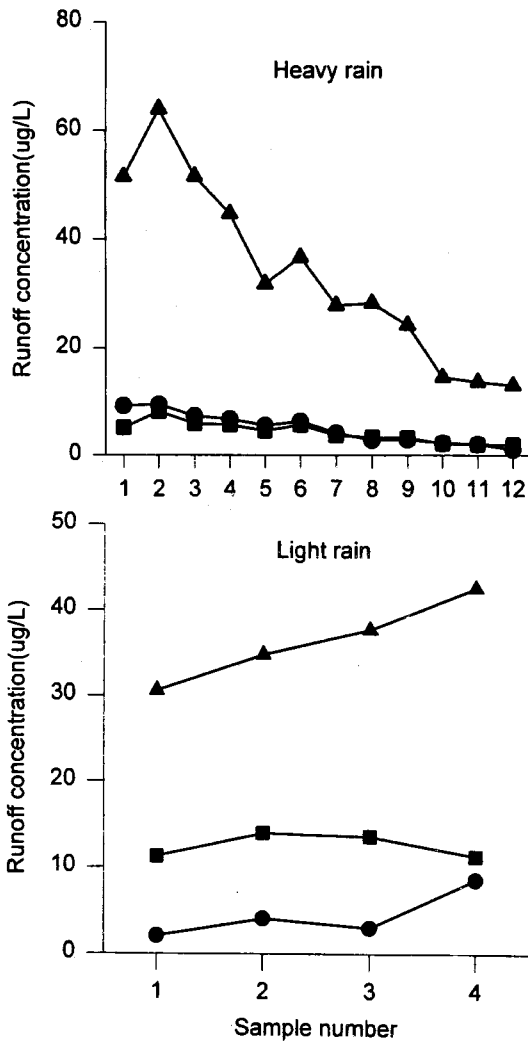 Heavy rain
Runoff concentration(ug/L)
80
60
40
20
0
1 2 3 4 5 6 7 8 9 10 11 12
Light rain
Runoff concentration(ug/L)
50
40
30
20
10
0
1 2 3 4
Sample number